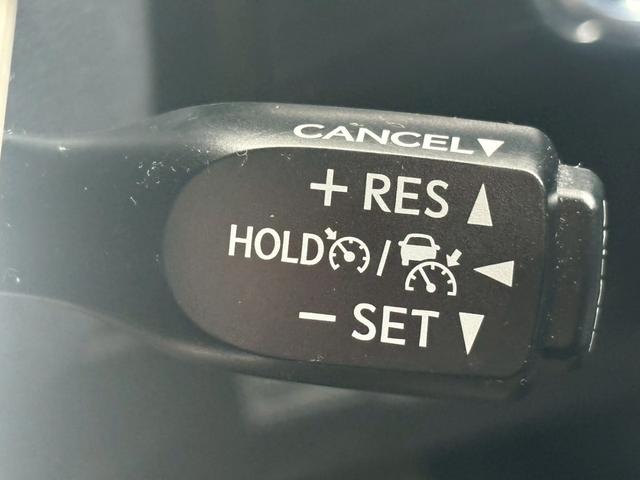 CANCEL▼
+ RES ▲
HOLD / ◀
− SET ▼